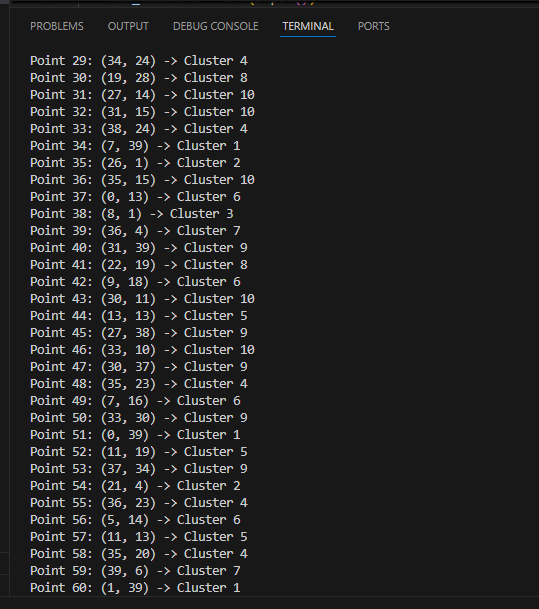 PROBLEMS OUTPUT DEBUG CONSOLE TERMINAL PORTS
Point 29: (34, 24) -> Cluster 4
Point 30: (19, 28) -> Cluster 8
Point 31: (27, 14) -> Cluster 10
Point 32: (31, 15) -> Cluster 10
Point 33: (38, 24) -> Cluster 4
Point 34: (7, 39) -> Cluster 1
Point 35: (26, 1) -> Cluster 2
Point 36: (35, 15) -> Cluster 10
Point 37: (0, 13) -> Cluster 6
Point 38: (8, 1) -> Cluster 3
Point 39: (36, 4) -> Cluster 7
Point 40: (31, 39) -> Cluster 9
Point 41: (22, 19) -> Cluster 8
Point 42: (9, 18) -> Cluster 6
Point 43: (30, 11) -> Cluster 10
Point 44: (13, 13) -> Cluster 5
Point 45: (27, 38) -> Cluster 9
Point 46: (33, 10) -> Cluster 10
Point 47: (30, 37) -> Cluster 9
Point 48: (35, 23) -> Cluster 4
Point 49: (7, 16) -> Cluster 6
Point 50: (33, 30) -> Cluster 9
Point 51: (0, 39) -> Cluster 1
Point 52: (11, 19) -> Cluster 5
Point 53: (37, 34) -> Cluster 9
Point 54: (21, 4) -> Cluster 2
Point 55: (36, 23) -> Cluster 4
Point 56: (5, 14) -> Cluster 6
Point 57: (11, 13) -> Cluster 5
Point 58: (35, 20) -> Cluster 4
Point 59: (39, 6) -> Cluster 7
Point 60: (1, 39) -> Cluster 1